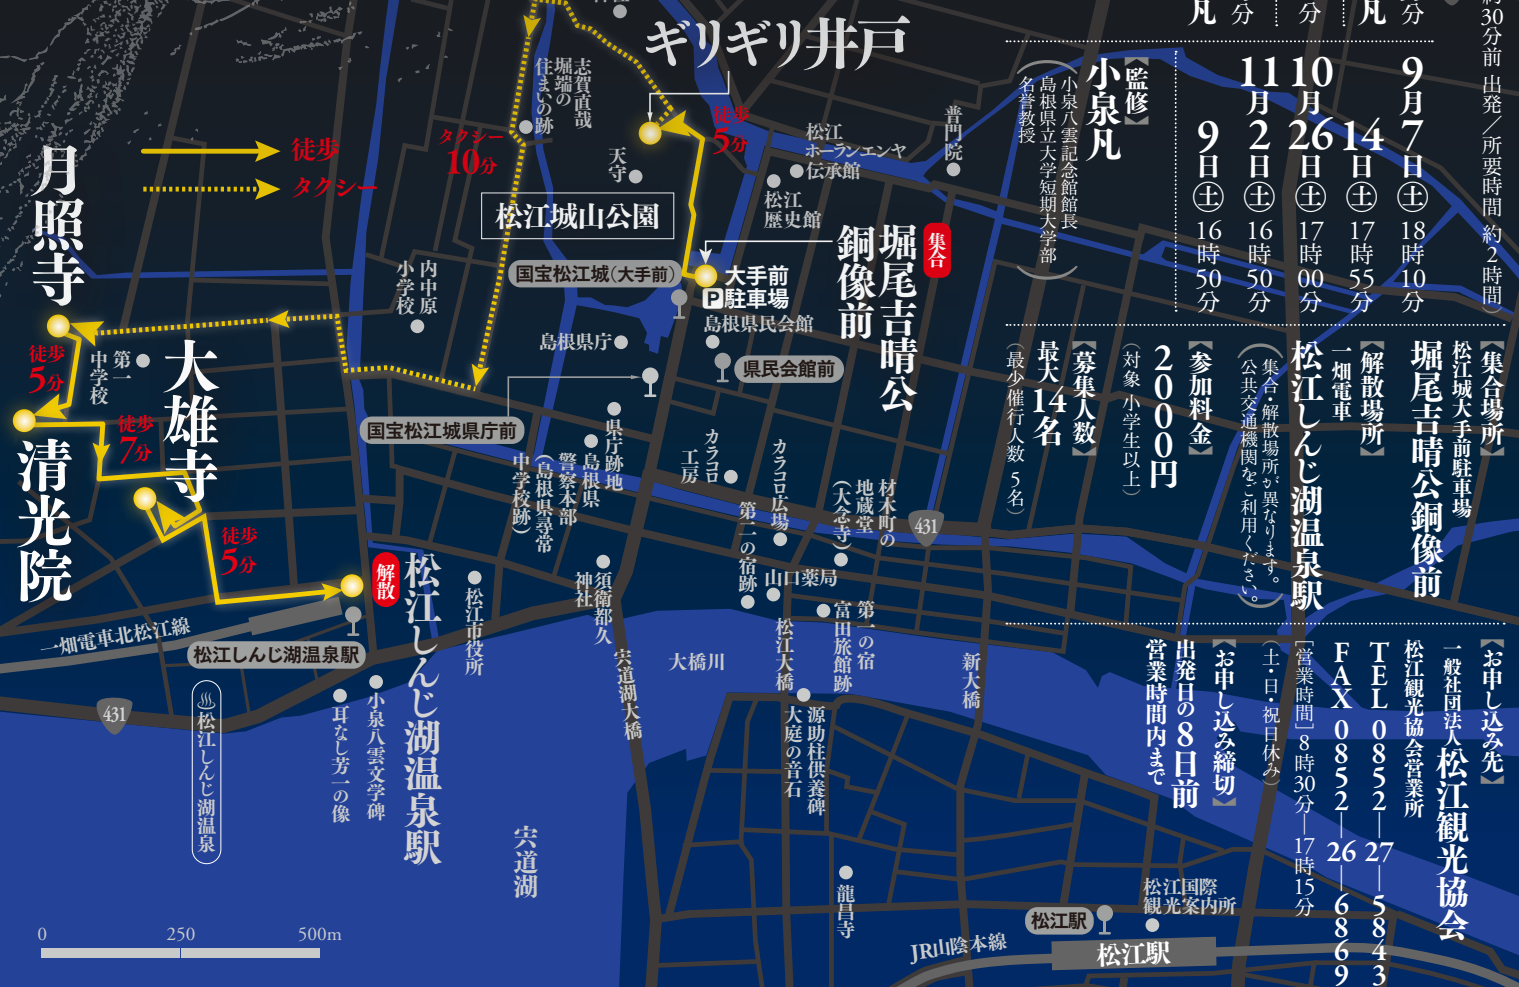 約30分前 出発／所要時間 約2時間）
分
凡
分
分
凡
9月7日㊏ 18時10分
14日㊏ 17時55分
10月26日㊏ 17時00分
11月2日㊏ 16時50分
9日㊏ 16時50分
【監修】
小泉凡
（小泉八雲記念館館長
島根県立大学短期大学部
名誉教授）
【集合場所】
松江城大手前駐車場
堀尾吉晴公銅像前
【解散場所】
一畑電車
松江しんじ湖温泉駅
（集合・解散場所が異なります。
公共交通機関をご利用ください。）
【参加料金】
2000円
（対象 小学生以上）
【募集人数】
最大14名
（最少催行人数 5名）
【お申し込み先】
一般社団法人松江観光協会
松江観光協会営業所
TEL 0852―27―5843
FAX 0852―26―6869
［営業時間］8時30分―17時15分
（土・日・祝日休み）
【お申し込み締切】
出発日の8日前
営業時間内まで
ギリギリ井戸
志賀直哉
堀端の
住まいの跡
徒歩
タクシー
タクシー
10分
徒歩
5分
天守
松江城山公園
松江
ホーランエンヤ
伝承館
松江
歴史館
普門院
集合
堀尾吉晴公
銅像前
国宝松江城(大手前)
大手前
P駐車場
島根県民会館
島根県庁
県民会館前
内中原
小学校
月照寺
徒歩
5分
第一
中学校
大雄寺
徒歩
7分
清光院
徒歩
5分
国宝松江城県庁前
県庁跡地
島根県
警察本部
(島根県尋常
中学校跡)
カラコロ
工房
カラコロ広場
材木町の
地蔵堂
(大念寺)
431
第二の宿跡
山口薬局
第一の宿
富田旅館跡
須衛都久
神社
松江市役所
解散
松江しんじ湖温泉駅
一畑電車北松江線
松江しんじ湖温泉駅
431
松江しんじ湖温泉
小泉八雲文学碑
耳なし芳一の像
宍道湖大橋
大橋川
松江大橋
新大橋
源助柱供養碑
大庭の音石
宍道湖
龍昌寺
松江国際
観光案内所
松江駅
JR山陰本線
松江駅
0
250
500m